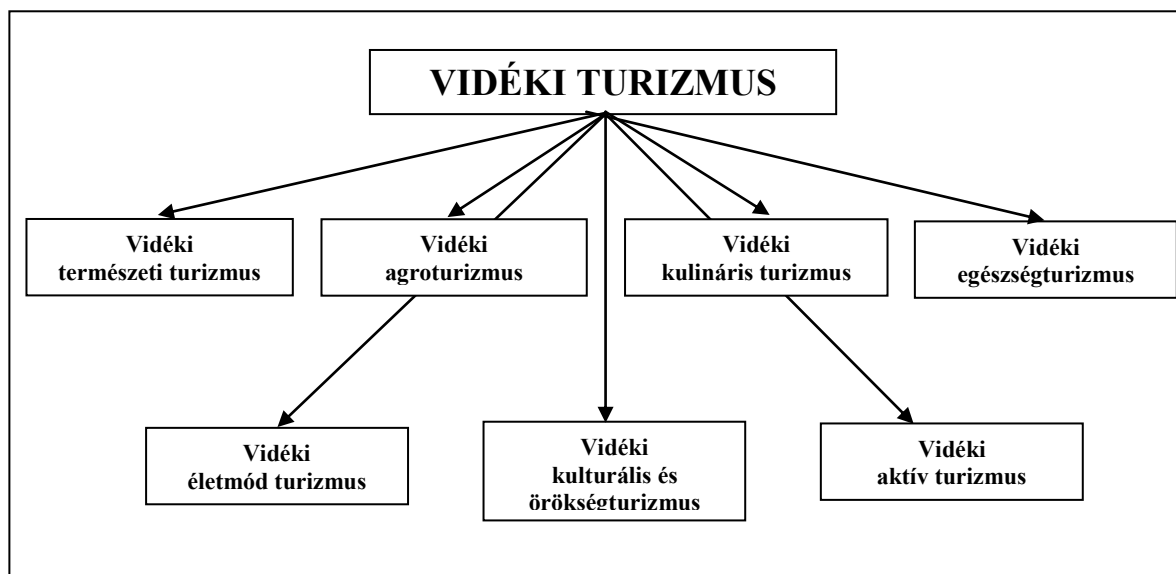 VIDÉKI TURIZMUS
Vidéki
természeti turizmus
Vidéki
agroturizmus
Vidéki
kulináris turizmus
Vidéki
egészségturizmus
Vidéki
életmód turizmus
Vidéki
kulturális és
örökségturizmus
Vidéki
aktív turizmus